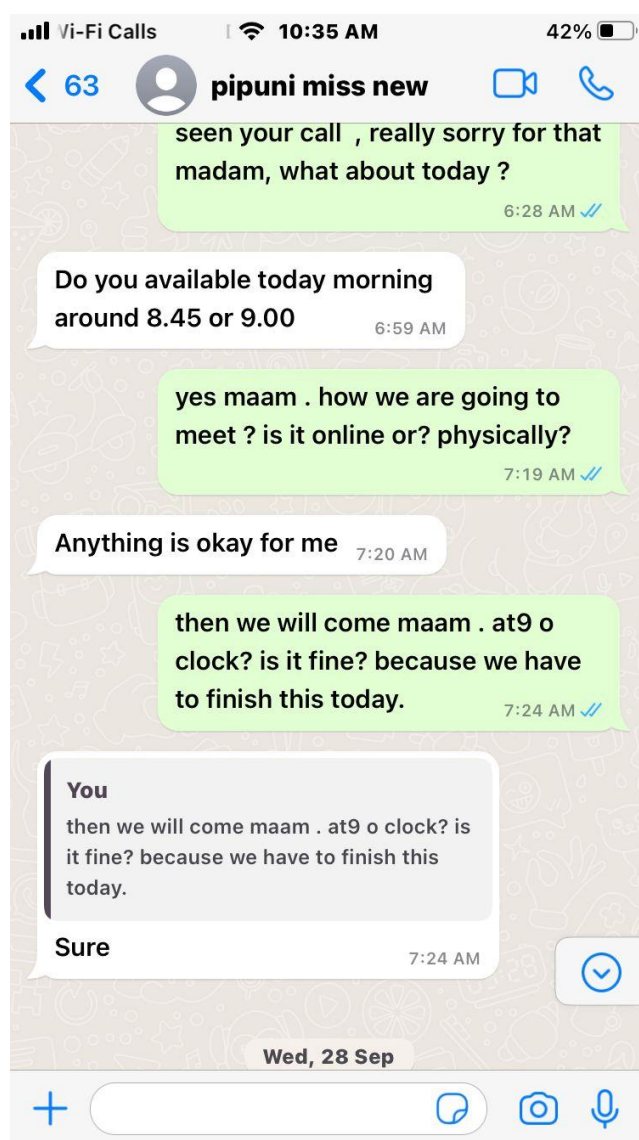 Vi-Fi Calls 10:35 AM 42%
63 pipuni miss new
seen your call , really sorry for that
madam, what about today ?
6:28 AM
Do you available today morning
around 8.45 or 9.00
6:59 AM
yes maam . how we are going to
meet ? is it online or? physically?
7:19 AM
Anything is okay for me 7:20 AM
then we will come maam . at9 o
clock? is it fine? because we have
to finish this today.
7:24 AM
You
then we will come maam . at9 o clock? is
it fine? because we have to finish this
today.
Sure
7:24 AM
Wed, 28 Sep